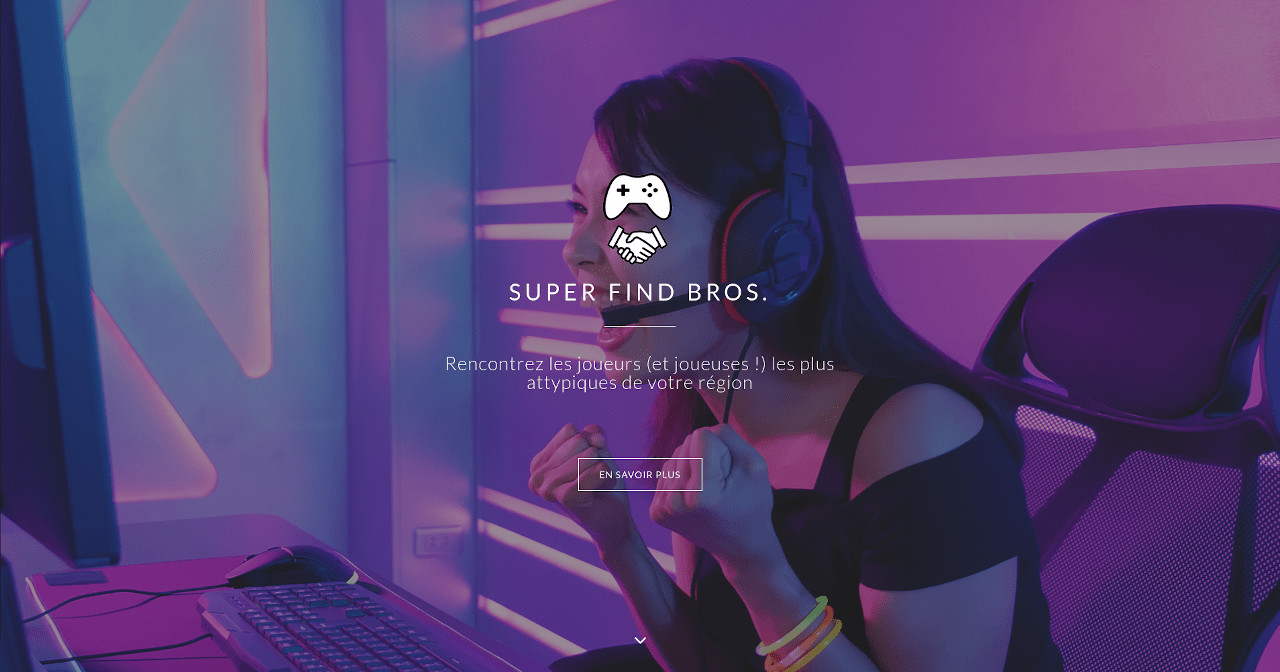 SUPER FIND BROS.
Rencontrez les joueurs (et joueuses !) les plus
attypiques de votre région
EN SAVOIR PLUS